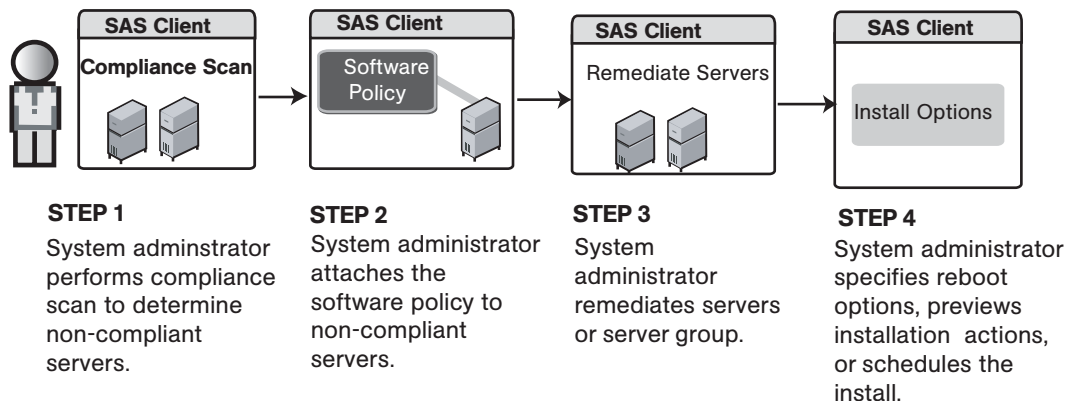 SAS Client
Compliance Scan
SAS Client
Software
Policy
SAS Client
Remediate Servers
SAS Client
Install Options
STEP 1
System adminstrator
performs compliance
scan to determine
non-compliant
servers.
STEP 2
System administrator
attaches the
software policy to
non-compliant
servers.
STEP 3
System
administrator
remediates servers
or server group.
STEP 4
System administrator
specifies reboot
options, previews
installation actions,
or schedules the
install.